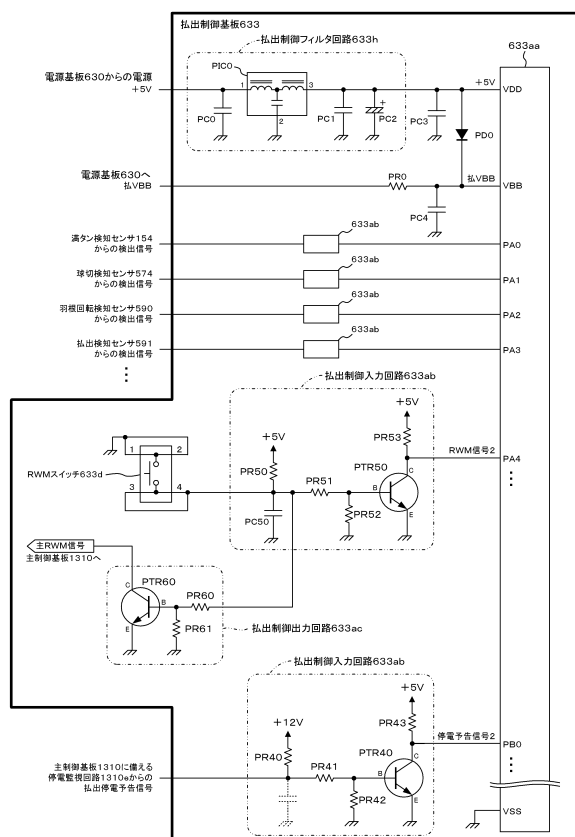 払出制御基板633
払出制御フィルタ回路633h
633aa
PIC0
電源基板630からの電源
+5V
1
3
2
PC0
PC1
+
PC2
PC3
+5V
VDD
PD0
電源基板630へ
払VBB
PR0
払VBB
VBB
PC4
満タン検知センサ154
からの検出信号
633ab
PA0
球切検知センサ574
からの検出信号
633ab
PA1
羽根回転検知センサ590
からの検出信号
633ab
PA2
払出検知センサ591
からの検出信号
633ab
PA3
⋮
払出制御入力回路633ab
+5V
PR53
RWM信号2
PA4
⋮
+5V
PR50
PR51
PTR50
B
C
E
PR52
PC50
1
2
3
4
RWMスイッチ633d
主RWM信号
主制御基板1310へ
PTR60
C
B
E
PR60
PR61
払出制御出力回路633ac
払出制御入力回路633ab
+5V
PR43
停電予告信号2
PB0
⋮
+12V
PR40
PR41
PTR40
B
C
E
PR42
主制御基板1310に備える
停電監視回路1310eからの
払出停電予告信号
VSS